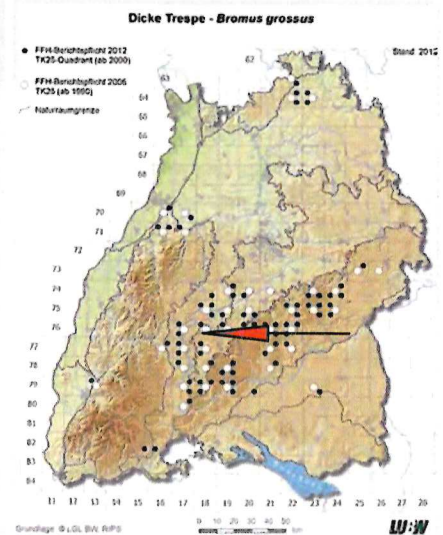 Dicke Trespe - Bromus grossus
FFH-Berichtspflicht 2012
TK25-Quadrant (ab 2000)
FFH-Berichtspflicht 2006
TK25 (ab 1990)
Naturraumgrenze
Stand: 2012
62
63
64
65
66
67
68
69
70
71
72
73
74
75
76
77
78
79
80
81
82
83
84
11 12 13 14 15 16 17 18 19 20 21 22 23 24 25 26 27 28
Grundlage: © LGL BW, RIPS
0 10 20 30 40 50 km
LU:W